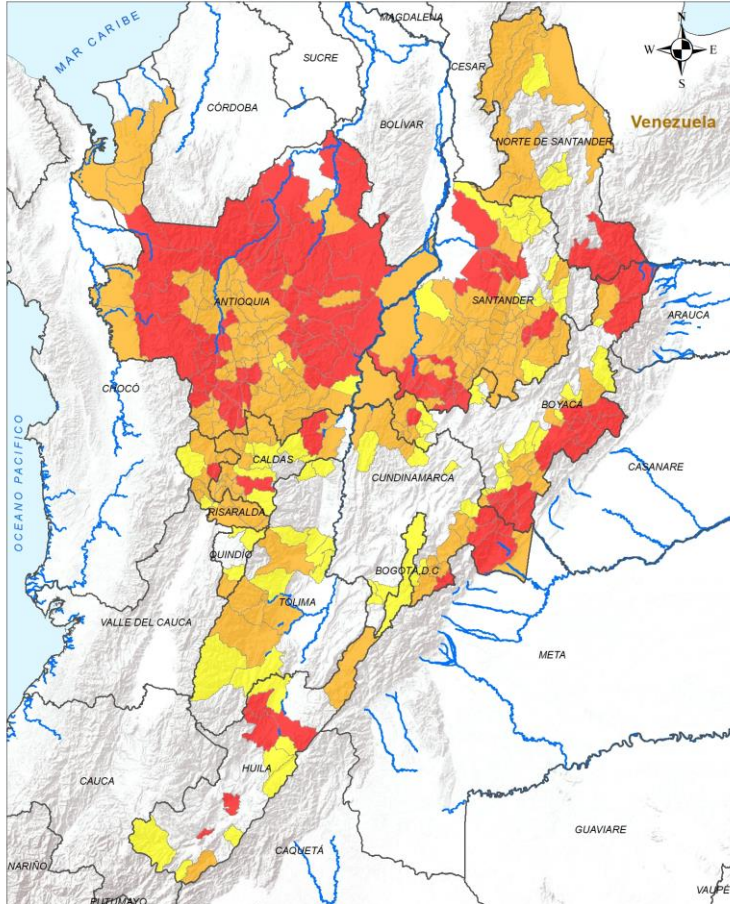 MAGDALENA
MAR CARIBE
N
W E
S
SUCRE
CESAR
CÓRDOBA
BOLÍVAR
Venezuela
NORTE DE SANTANDER
ANTIOQUIA
SANTANDER
ARAUCA
CHOCÓ
BOYACÁ
CALDAS
CASANARE
CUNDINAMARCA
OCEANO PACIFICO
RISARALDA
QUINDÍO
BOGOTÁ, D.C
TOLIMA
VALLE DEL CAUCA
META
HUILA
CAUCA
GUAVIARE
CAQUETÁ
NARIÑO
PUTUMAYO
VAUPÉ